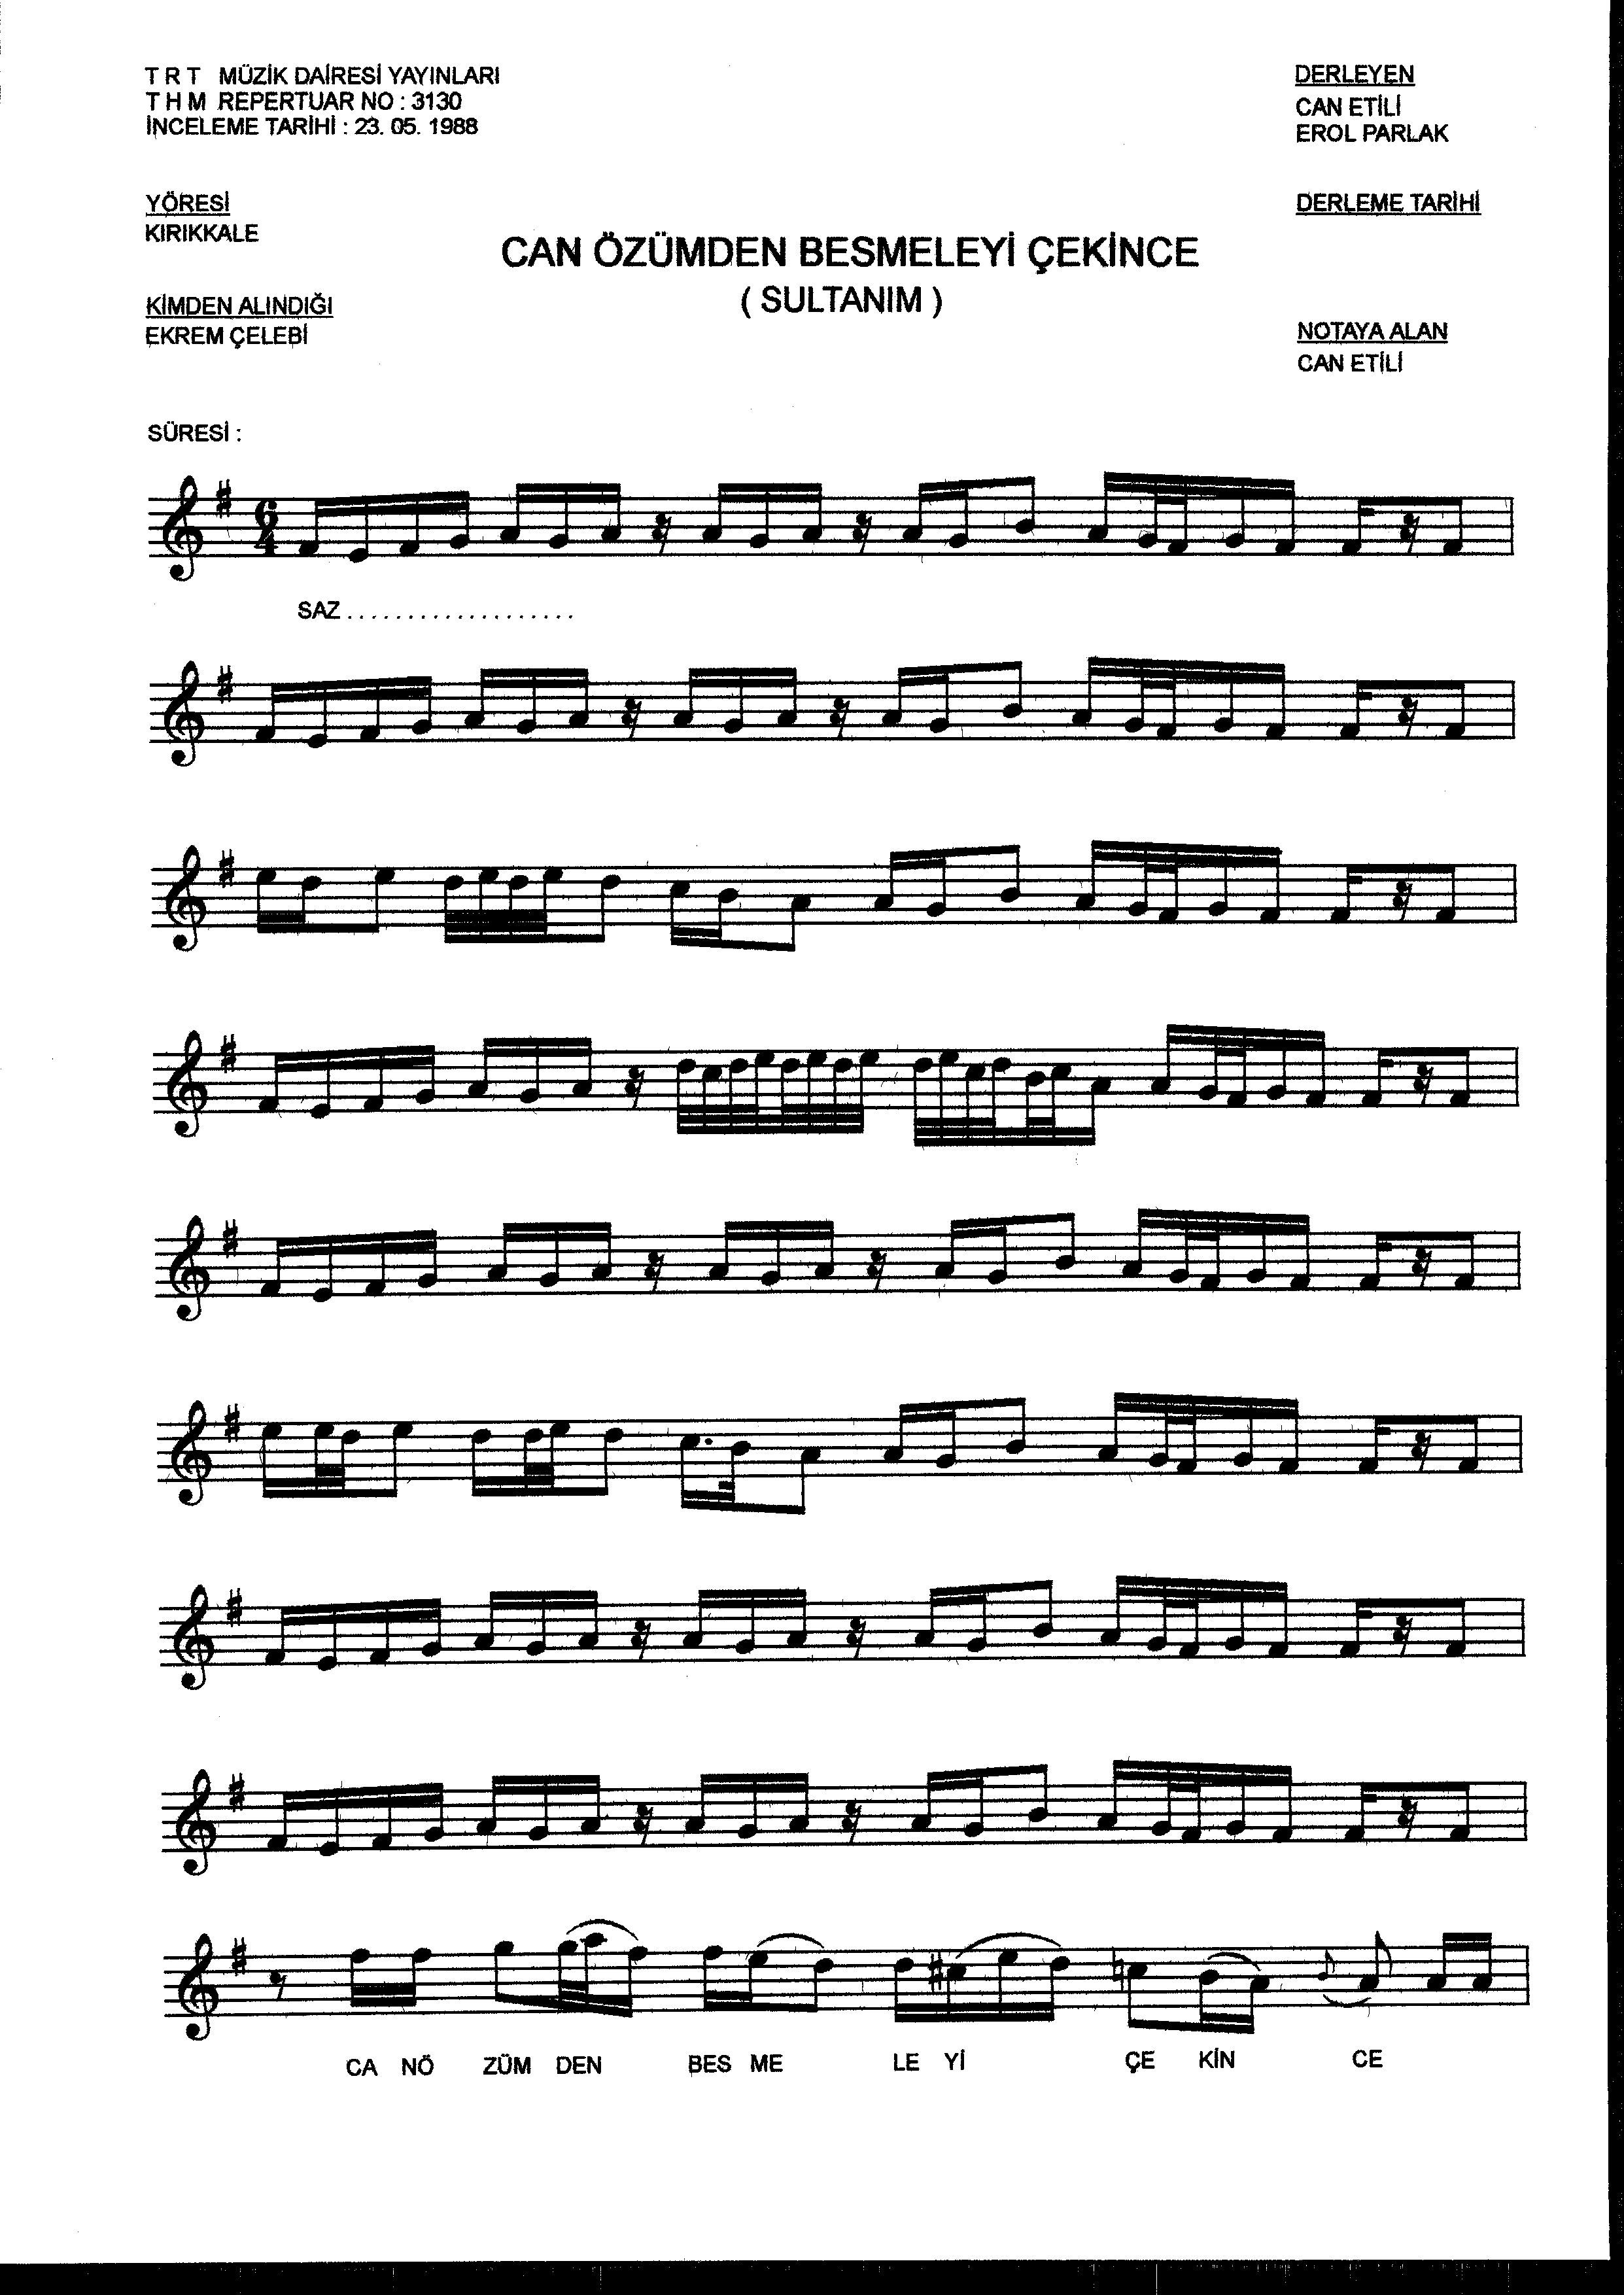 T R T MÜZİK DAİRESİ YAYINLARI
T H M REPERTUAR NO : 3130
İNCELEME TARİHİ : 23. 05. 1988
DERLEYEN
CAN ETİLİ
EROL PARLAK
YÖRESİ
KIRIKKALE
DERLEME TARİHİ
CAN ÖZÜMDEN BESMELEYİ ÇEKİNCE
( SULTANIM )
KİMDEN ALINDIĞI
EKREM ÇELEBİ
NOTAYA ALAN
CAN ETİLİ
SÜRESİ :
6
4
SAZ . . . . . . . . . . . . . . . . . . .
CA NÖ ZÜM DEN BES ME LE Yİ ÇE KİN CE